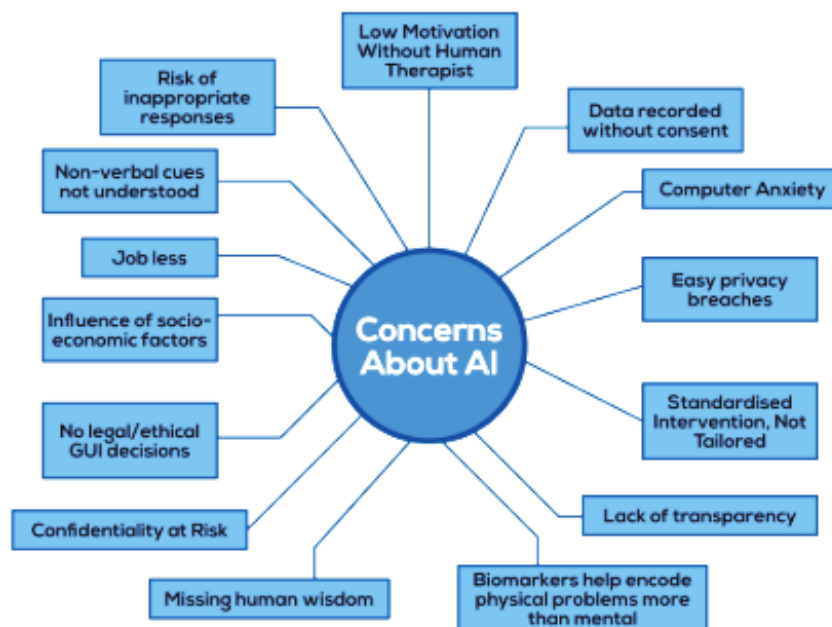 Low Motivation
Without Human
Therapist
Risk of
inappropriate
responses
Data recorded
without consent
Non-verbal cues
not understood
Computer Anxiety
Job less
Easy privacy
breaches
Influence of socio-
economic factors
Concerns
About AI
Standardised
Intervention, Not
Tailored
No legal/ethical
GUI decisions
Confidentiality at Risk
Lack of transparency
Missing human wisdom
Biomarkers help encode
physical problems more
than mental